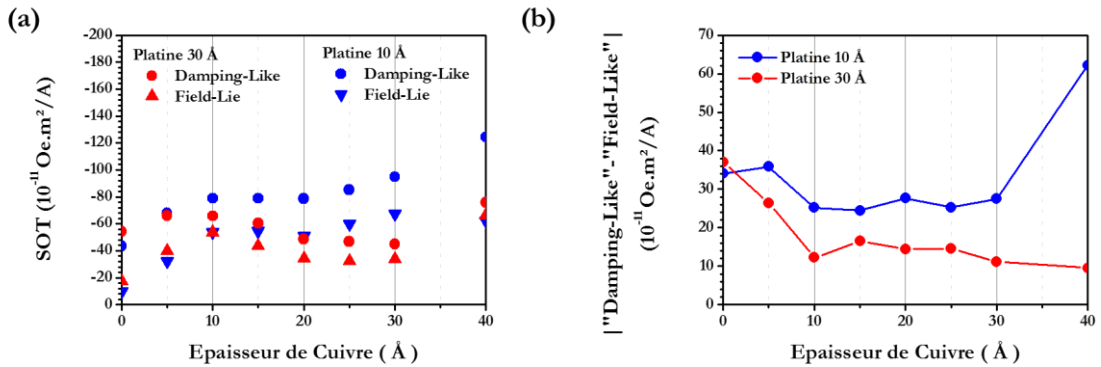 (a)
-200
-180
-160
-140
-120
-100
-80
-60
-40
-20
0
SOT (10⁻¹¹ Oe.m²/A)
Platine 30 Å
Damping-Like
Field-Lie
Platine 10 Å
Damping-Like
Field-Like
0 10 20 30 40
Epaisseur de Cuivre ( Å )
(b)
70
60
50
40
30
20
10
0
|"Damping-Like"-"Field-Like"|
(10⁻¹¹ Oe.m²/A)
Platine 10 Å
Platine 30 Å
0 10 20 30 40
Epaisseur de Cuivre ( Å )